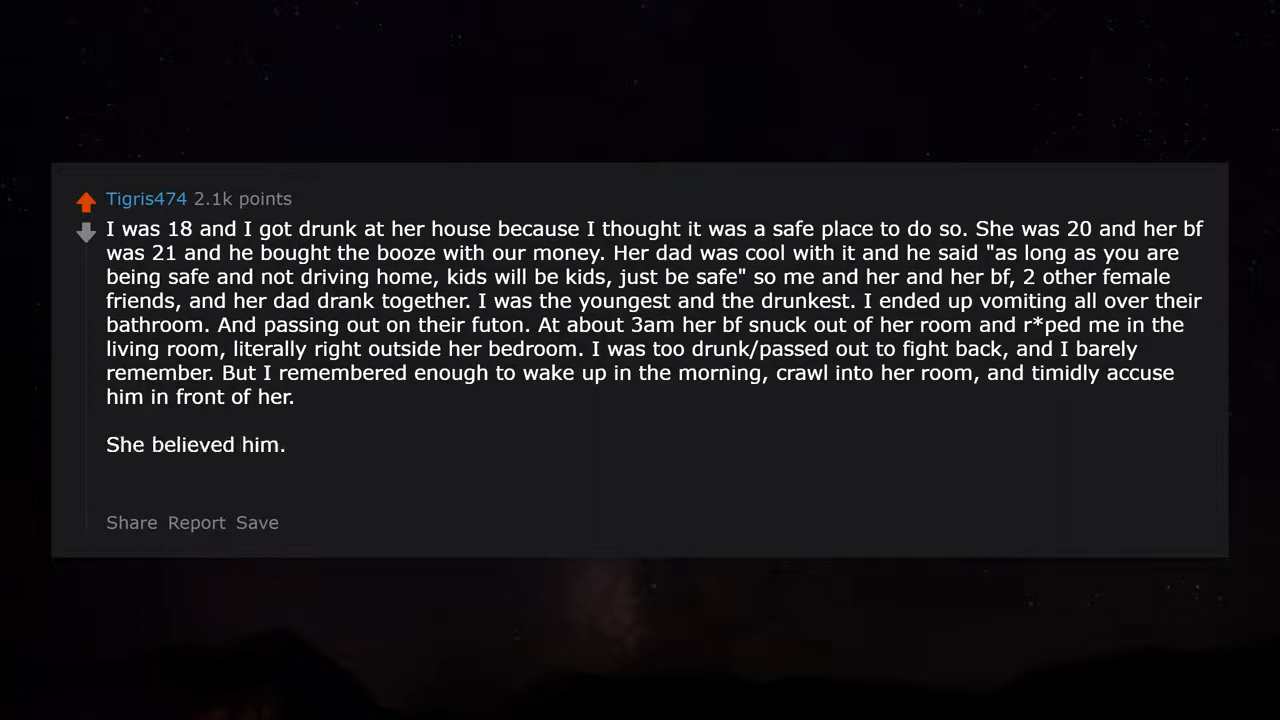 Tigris474 2.1k points
I was 18 and I got drunk at her house because I thought it was a safe place to do so. She was 20 and her bf
was 21 and he bought the booze with our money. Her dad was cool with it and he said "as long as you are
being safe and not driving home, kids will be kids, just be safe" so me and her and her bf, 2 other female
friends, and her dad drank together. I was the youngest and the drunkest. I ended up vomiting all over their
bathroom. And passing out on their futon. At about 3am her bf snuck out of her room and r*ped me in the
living room, literally right outside her bedroom. I was too drunk/passed out to fight back, and I barely
remember. But I remembered enough to wake up in the morning, crawl into her room, and timidly accuse
him in front of her.
She believed him.
Share Report Save